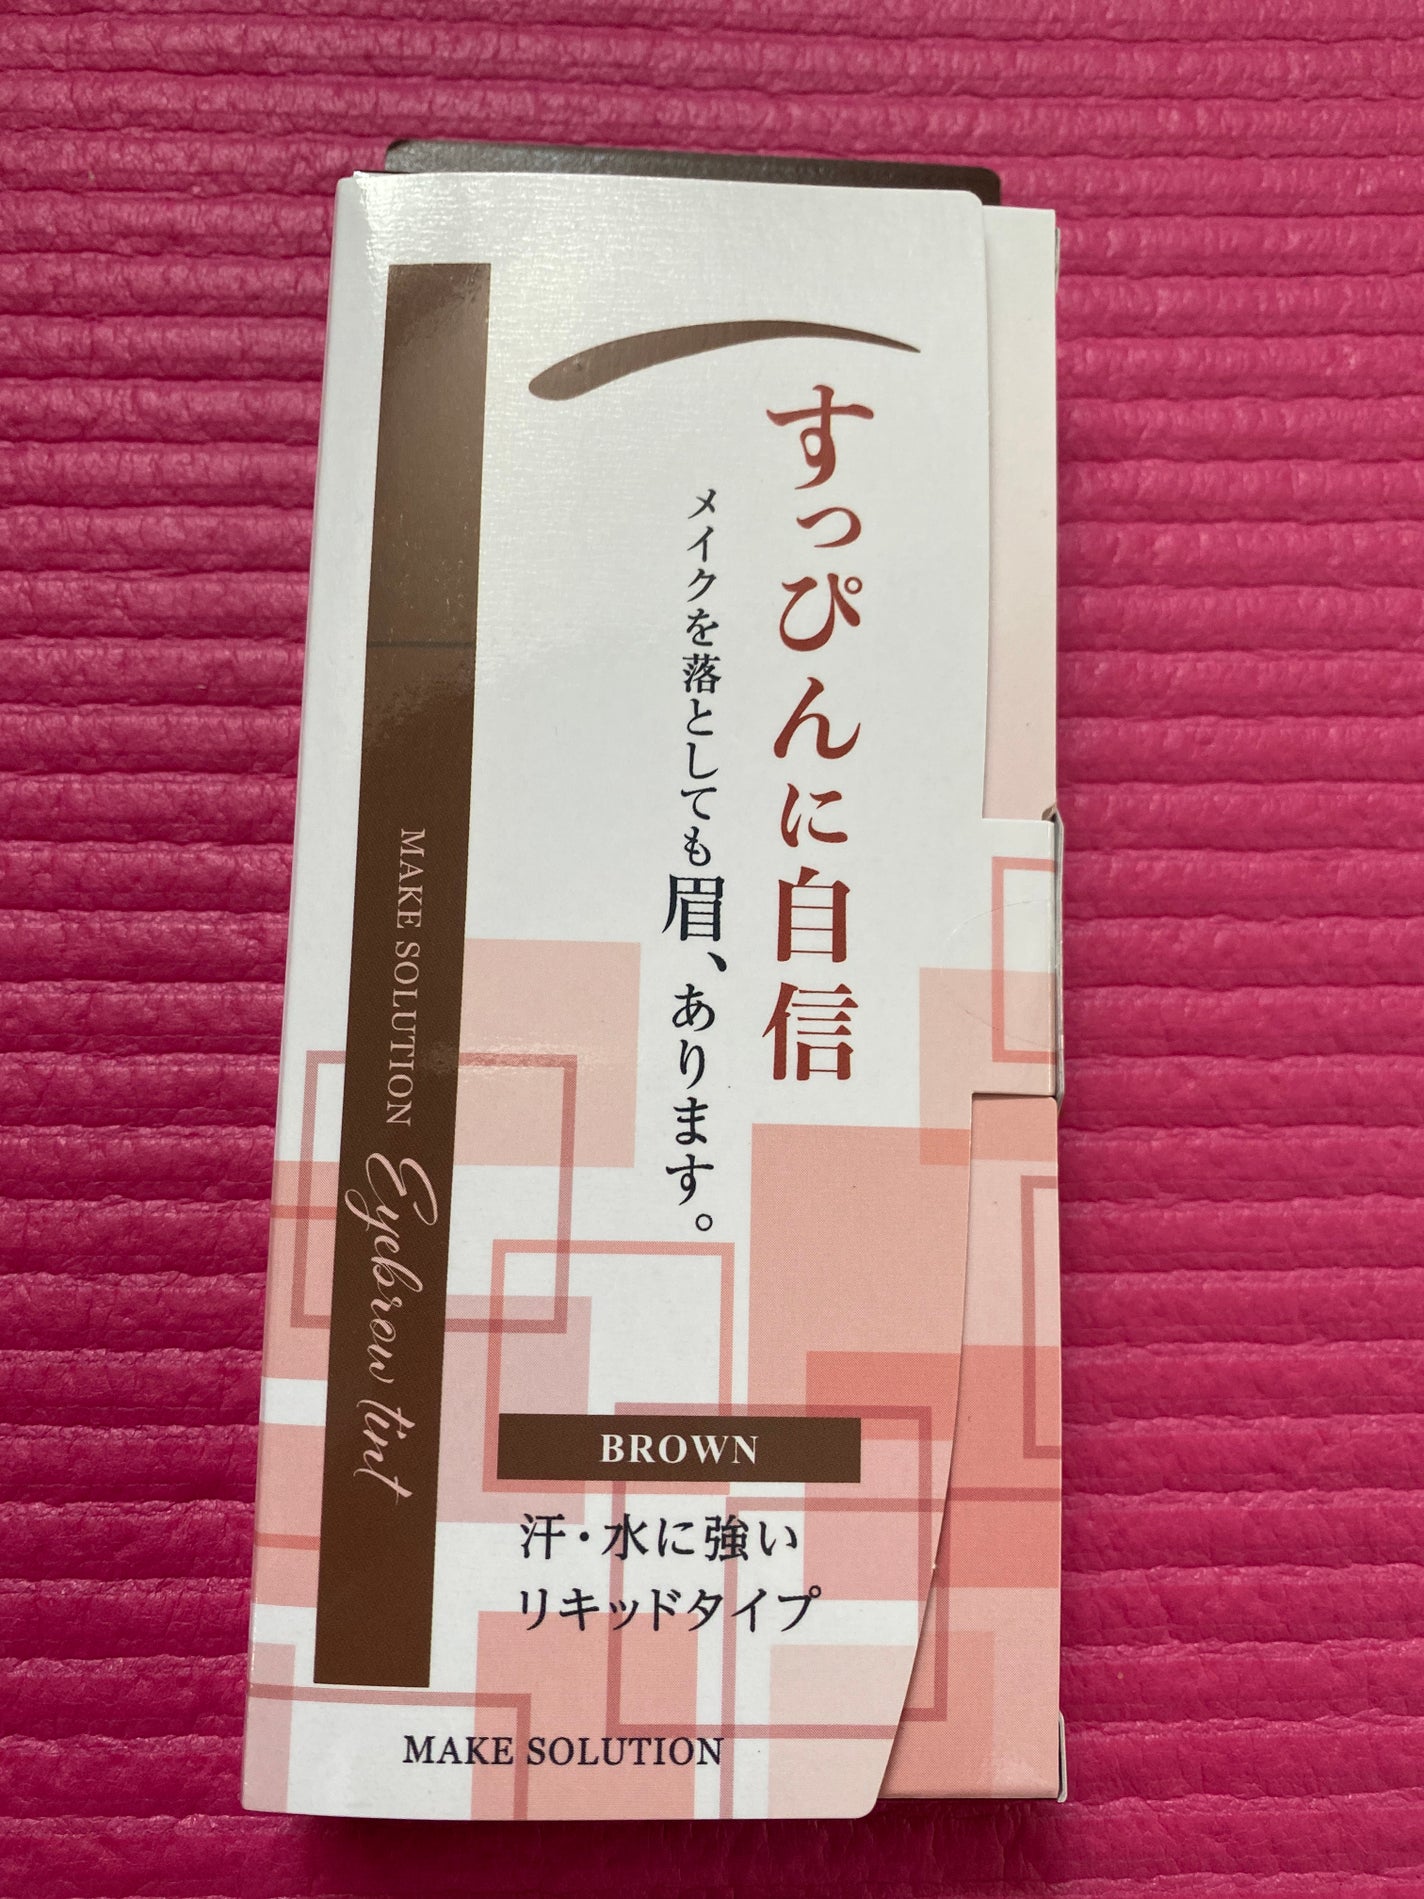 すっぴんに自信
メイクを落としても眉、あります。
MAKE SOLUTION Eyebrow tint
BROWN
汗・水に強い
リキッドタイプ
MAKE SOLUTION